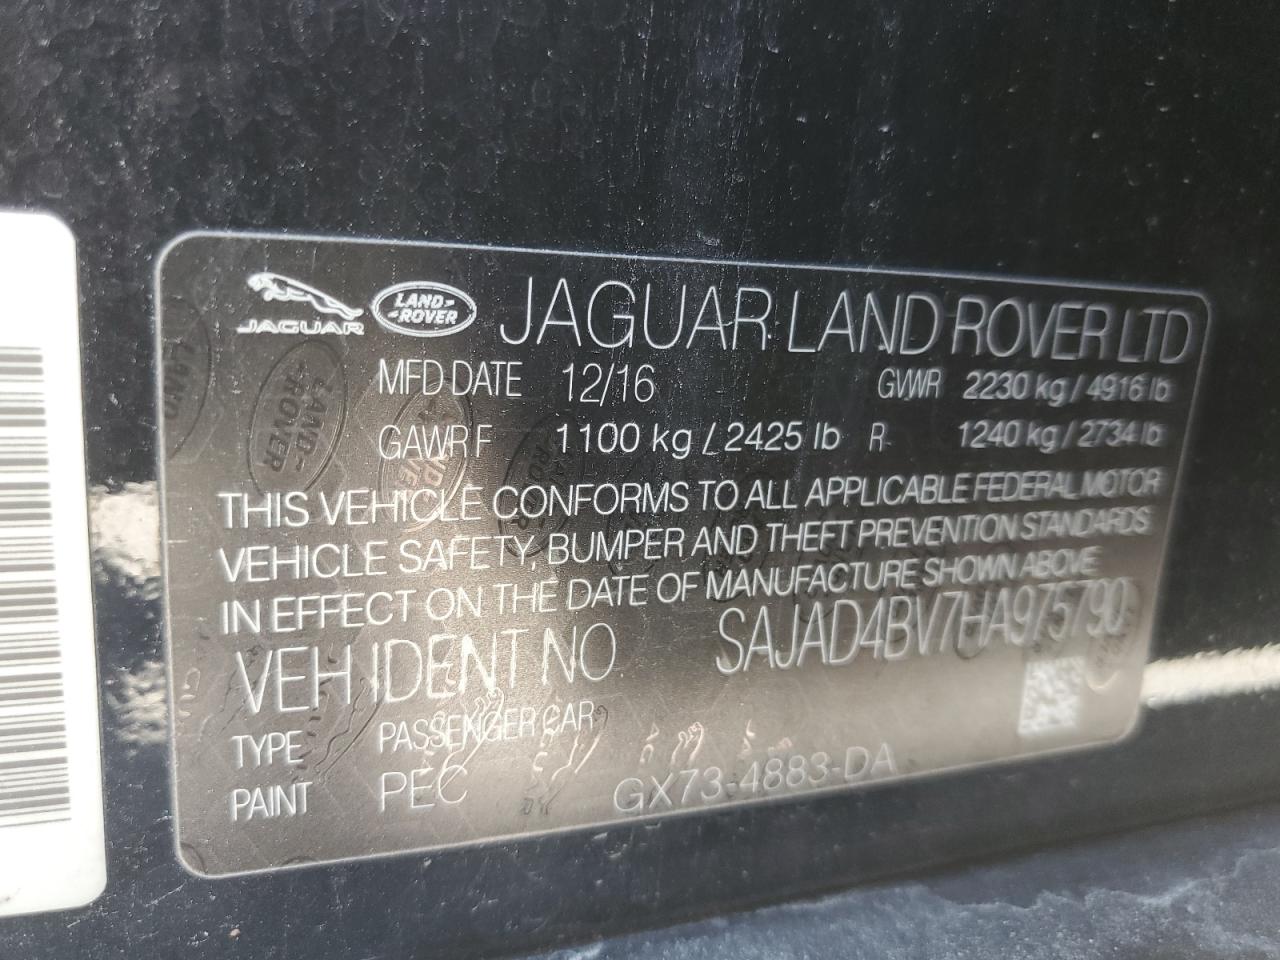 JAGUAR LAND-ROVER JAGUAR LAND ROVER LTD
MFD DATE 12/16 GVWR 2230 kg / 4916 lb
GAWR F 1100 kg / 2425 lb R 1240 kg / 2734 lb
THIS VEHICLE CONFORMS TO ALL APPLICABLE FEDERAL MOTOR
VEHICLE SAFETY, BUMPER AND THEFT PREVENTION STANDARDS
IN EFFECT ON THE DATE OF MANUFACTURE SHOWN ABOVE
VEH IDENT NO SAJAD4BV7HA975790
TYPE PASSENGER CAR
PAINT PEC GX73-4883-DA